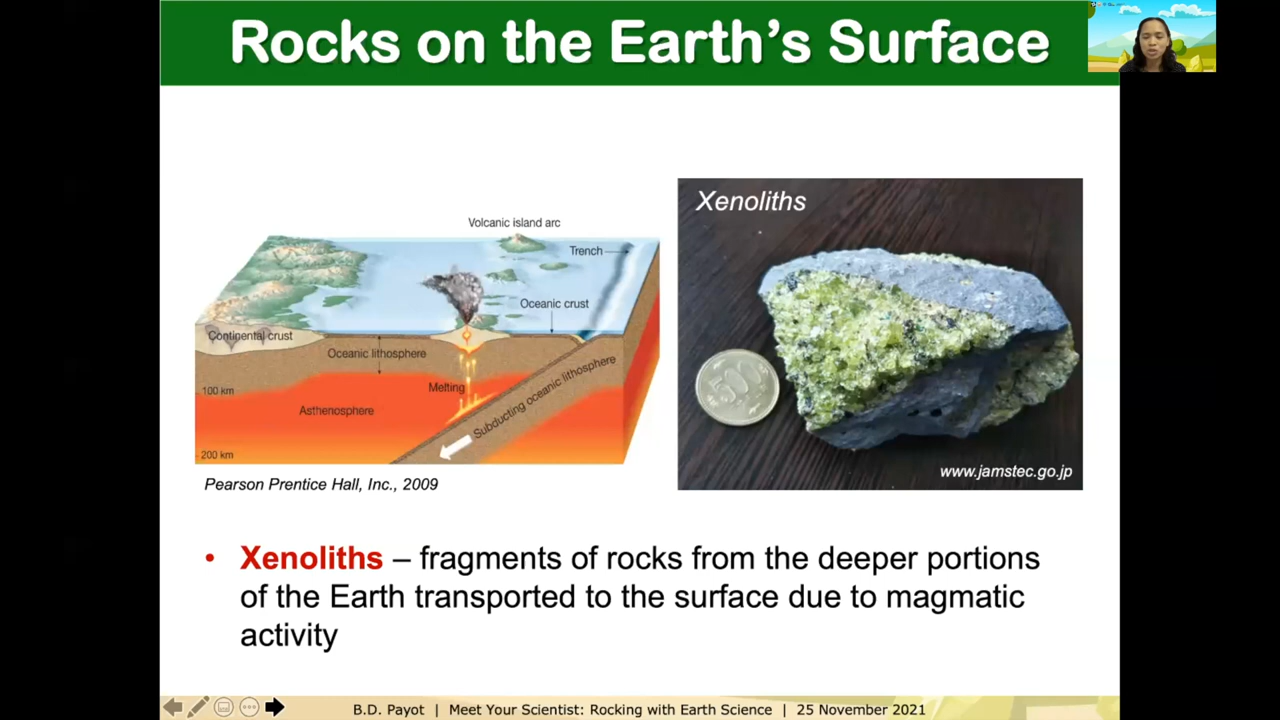 Rocks on the Earth's Surface
Volcanic island arc
Trench
Oceanic crust
Continental crust
Oceanic lithosphere
100 km
Melting
Subducting oceanic lithosphere
Asthenosphere
200 km
Pearson Prentice Hall, Inc., 2009
Xenoliths
500
www.jamstec.go.jp
• Xenoliths – fragments of rocks from the deeper portions
of the Earth transported to the surface due to magmatic
activity
B.D. Payot | Meet Your Scientist: Rocking with Earth Science | 25 November 2021